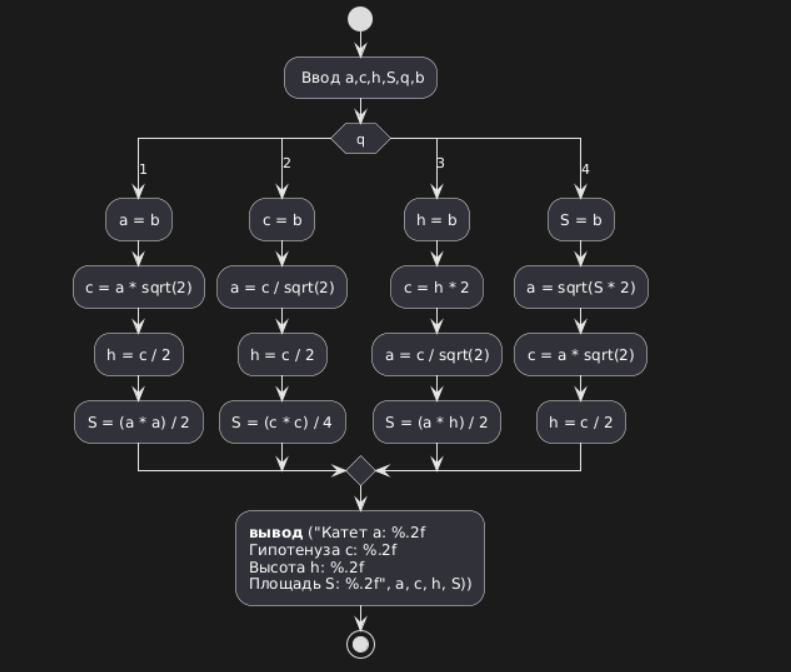 Ввод a,c,h,S,q,b
q
1
2
3
4
a = b
c = b
h = b
S = b
c = a * sqrt(2)
a = c / sqrt(2)
c = h * 2
a = sqrt(S * 2)
h = c / 2
h = c / 2
a = c / sqrt(2)
c = a * sqrt(2)
S = (a * a) / 2
S = (c * c) / 4
S = (a * h) / 2
h = c / 2
вывод ("Катет a: %.2f
Гипотенуза c: %.2f
Высота h: %.2f
Площадь S: %.2f", a, c, h, S))